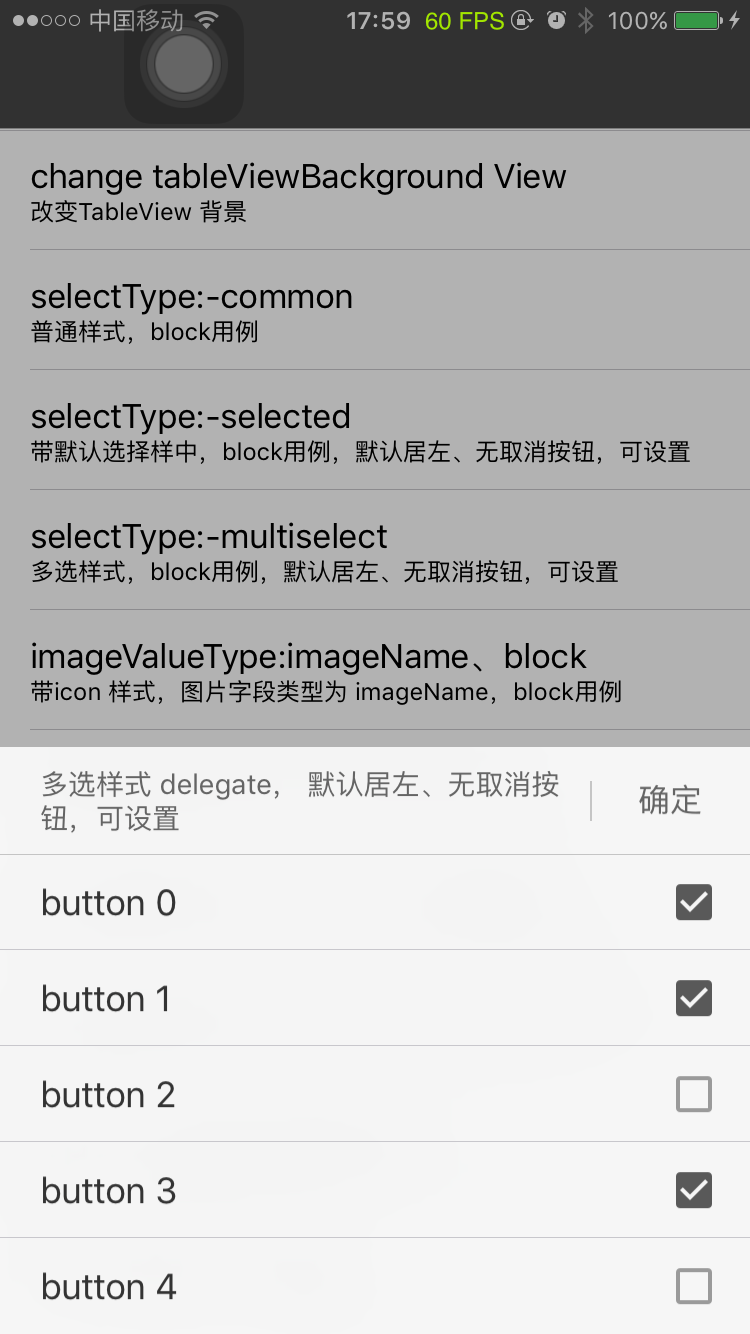 中国移动 17:59 60 FPS 100%
change tableViewBackground View
改变TableView 背景
selectType:-common
普通样式，block用例
selectType:-selected
带默认选择样中，block用例，默认居左、无取消按钮，可设置
selectType:-multiselect
多选样式，block用例，默认居左、无取消按钮，可设置
imageValueType:imageName、block
带icon 样式，图片字段类型为 imageName，block用例
多选样式 delegate， 默认居左、无取消按
钮，可设置
确定
button 0
button 1
button 2
button 3
button 4